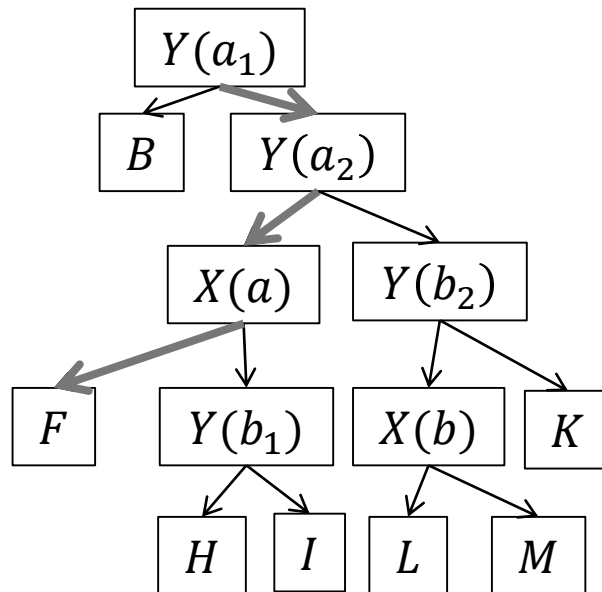 Y(a₁)
B Y(a₂)
X(a) Y(b₂)
F Y(b₁) X(b) K
H I L M